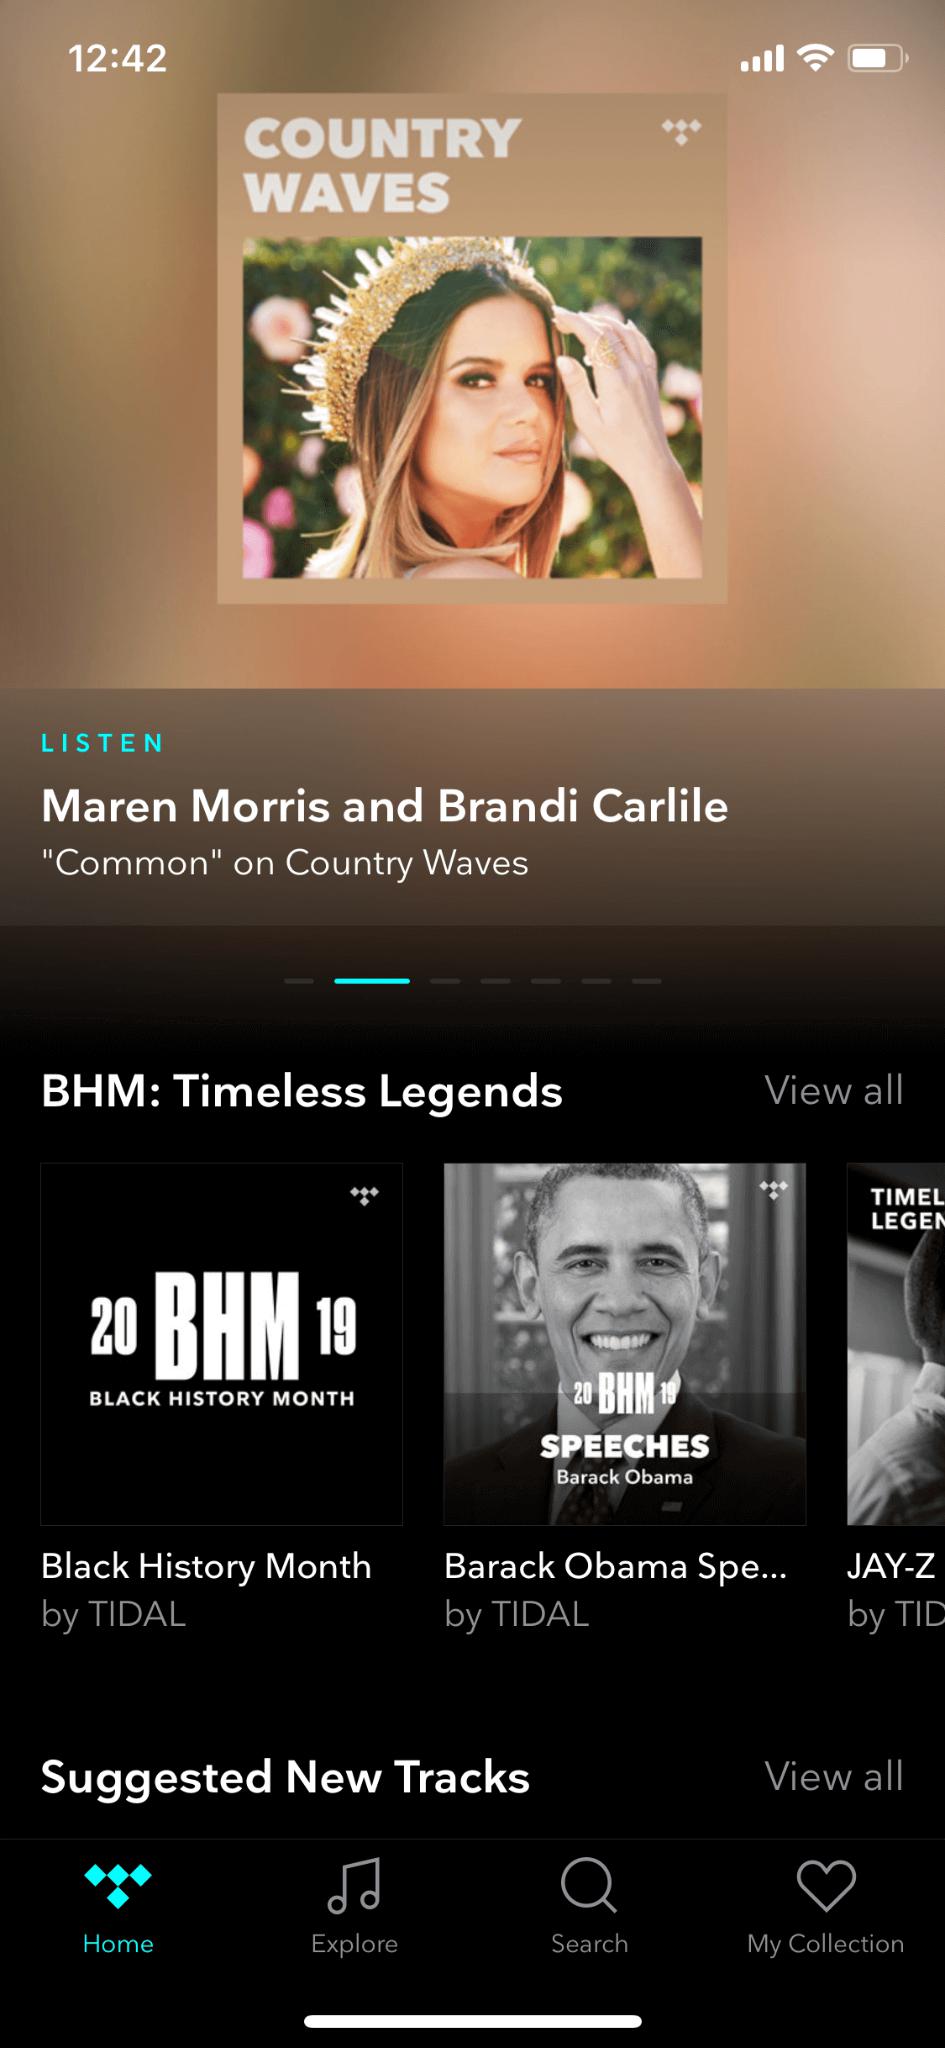 12:42
COUNTRY
WAVES
LISTEN
Maren Morris and Brandi Carlile
"Common" on Country Waves
BHM: Timeless Legends
View all
20 BHM 19
BLACK HISTORY MONTH
20 BHM 19
SPEECHES
Barack Obama
TIMEL
LEGEN
Black History Month
by TIDAL
Barack Obama Spe...
by TIDAL
JAY-Z
by TID
Suggested New Tracks
View all
Home
Explore
Search
My Collection